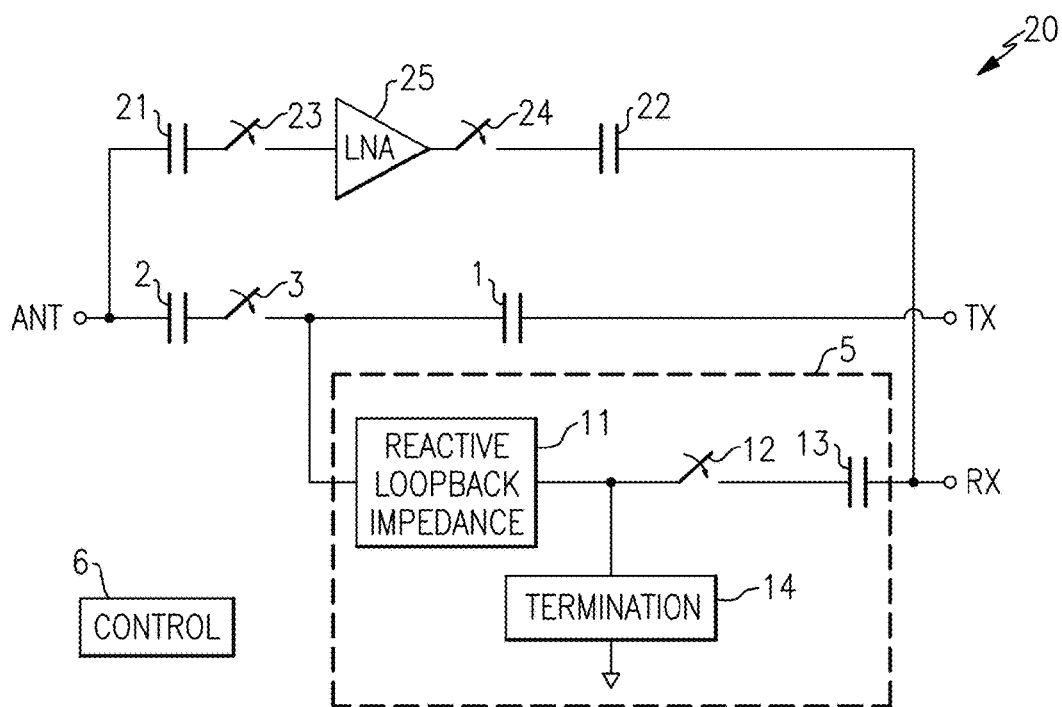 20
25
21
23
24
22
LNA
2
3
1
ANT
TX
5
11
REACTIVE
LOOPBACK
IMPEDANCE
12
13
RX
6
CONTROL
14
TERMINATION